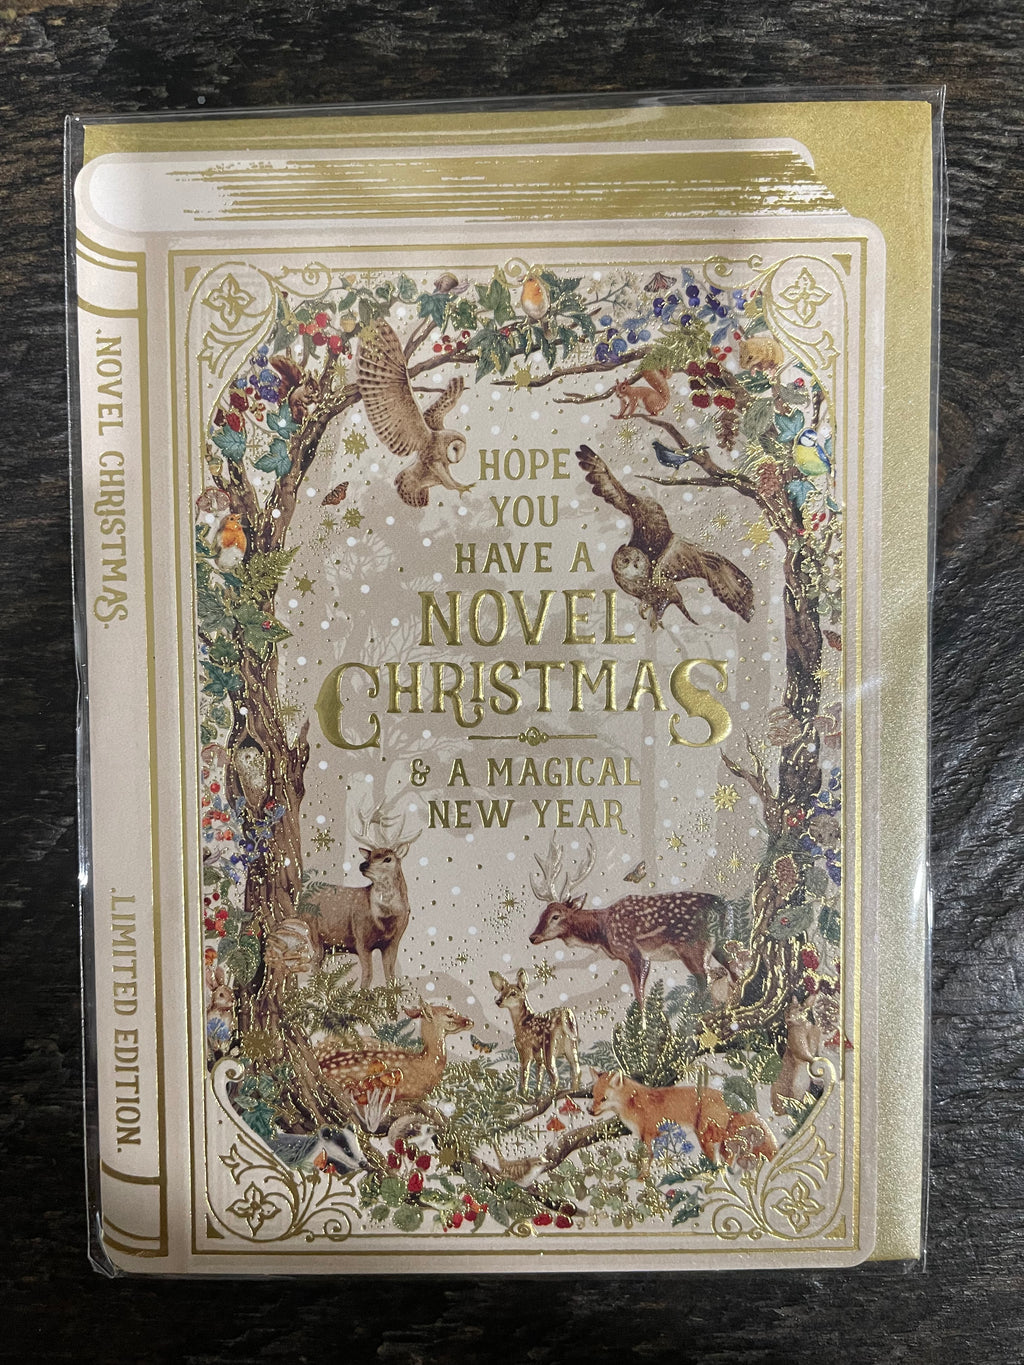 HOPE
YOU
HAVE A
NOVEL
CHRISTMAS
& A MAGICAL
NEW YEAR
.NOVEL CHRISTMAS.
.LIMITED EDITION.